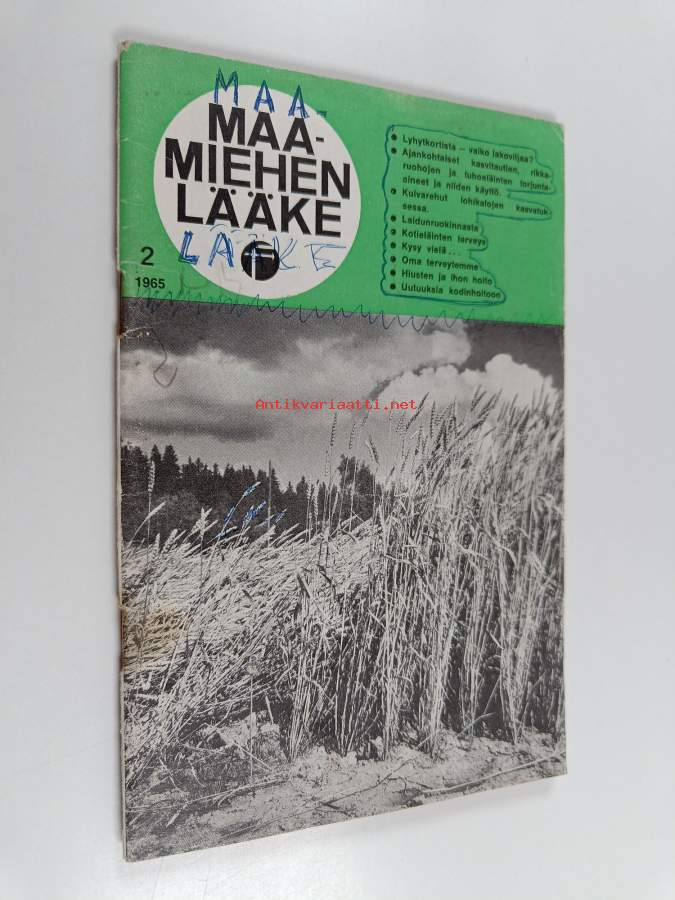 MAA
MAA-
MIEHEN
LÄÄKE
LÄÄKE
2
1965
• Lyhytkortista – vaiko lakoviljaa?
• Ajankohtaiset kasvitautien, rikka-
ruohojen ja tuhoeläinten torjunta-
aineet ja niiden käyttö.
• Kuivarehut lohikalojen kasvatuk-
sessa.
• Laidunruokinnasta
• Kotieläinten terveys
• Kysy vielä...
• Oma terveytemme
• Hiusten ja ihon hoito
• Uutuuksia kodinhoitoon
Antikvariaatti.net